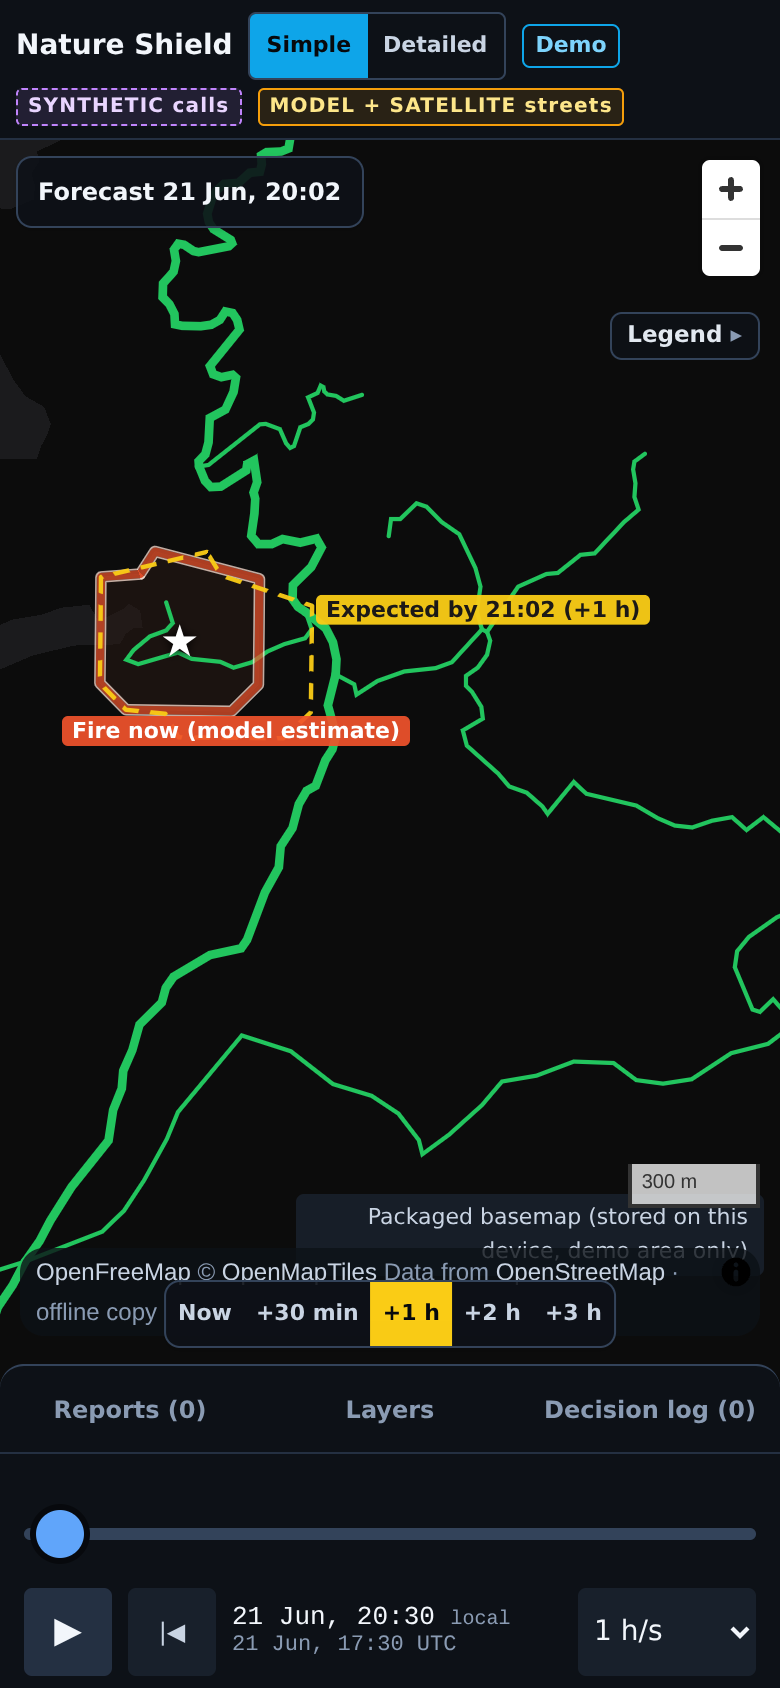 Nature Shield
Simple
Detailed
Demo
SYNTHETIC calls
MODEL + SATELLITE streets
Forecast 21 Jun, 20:02
+
−
Legend ▸
Expected by 21:02 (+1 h)
Fire now (model estimate)
300 m
Packaged basemap (stored on this
device, demo area only)
OpenFreeMap © OpenMapTiles Data from OpenStreetMap ·
offline copy
Now
+30 min
+1 h
+2 h
+3 h
Reports (0)
Layers
Decision log (0)
21 Jun, 20:30 local
21 Jun, 17:30 UTC
1 h/s